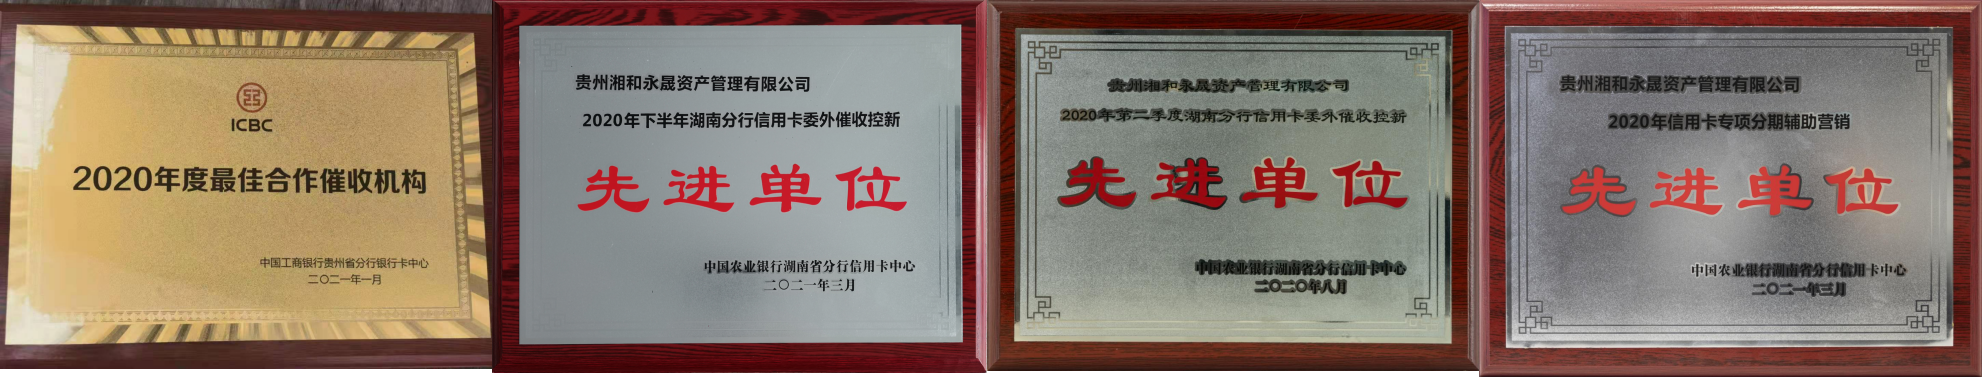 ICBC
2020年度最佳合作催收机构
中国工商银行贵州省分行银行卡中心
二〇二一年一月
贵州湘和永晟资产管理有限公司
2020年下半年湖南分行信用卡委外催收控新
先进单位
中国农业银行湖南省分行信用卡中心
二〇二一年三月
贵州湘和永晟资产管理有限公司
2020年第二季度湖南分行信用卡委外催收控新
先进单位
中国农业银行湖南省分行信用卡中心
二〇二〇年八月
贵州湘和永晟资产管理有限公司
2020年信用卡专项分期辅助营销
先进单位
中国农业银行湖南省分行信用卡中心
二〇二一年三月